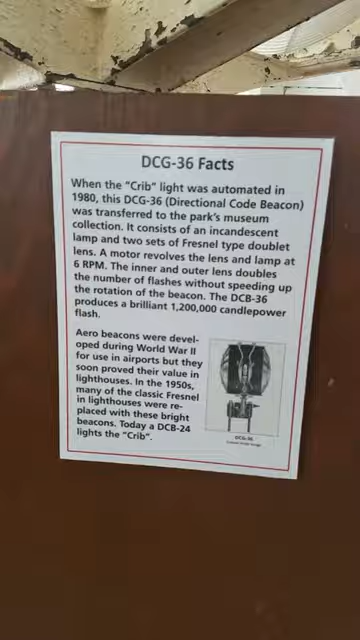 DCG-36 Facts
When the "Crib" light was automated in
1980, this DCG-36 (Directional Code Beacon)
was transferred to the park's museum
collection. It consists of an incandescent
lamp and two sets of Fresnel type doublet
lens. A motor revolves the lens and lamp at
6 RPM. The inner and outer lens doubles
the number of flashes without speeding up
the rotation of the beacon. The DCB-36
produces a brilliant 1,200,000 candlepower
flash.
Aero beacons were devel-
oped during World War II
for use in airports but they
soon proved their value in
lighthouses. In the 1950s,
many of the classic Fresnel
in lighthouses were re-
placed with these bright
beacons. Today a DCB-24
lights the "Crib".
DCG-36